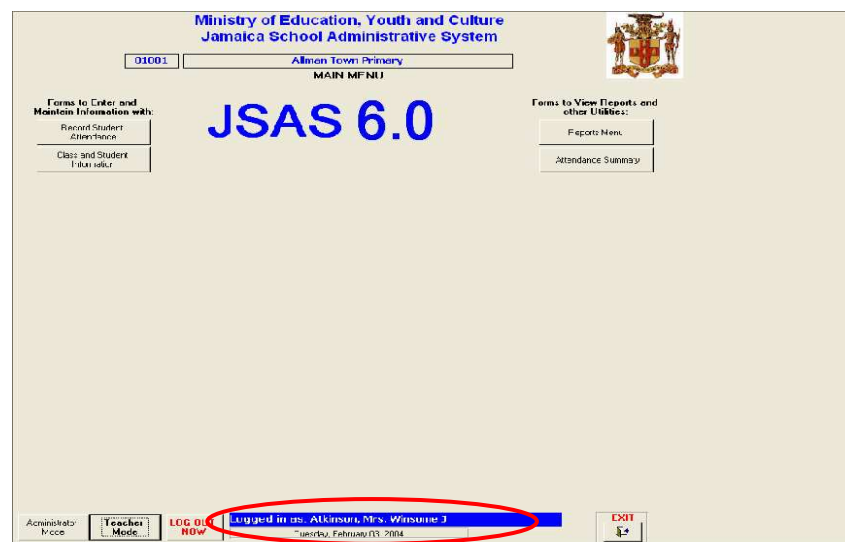 Ministry of Education, Youth and Culture
Jamaica School Administrative System
01001
Allman Town Primary
MAIN MENU
Forms to Enter and
Maintain Information with:
Forms to View Reports and
other Utilities:
JSAS 6.0
Record Student
Attendance
Reports Menu
Class and Student
Information
Attendance Summary
Administrator
Mode
Teacher
Mode
LOG OUT
NOW
Logged in as: Atkinson, Mrs. Winsome J
Tuesday, February 03, 2004
EXIT